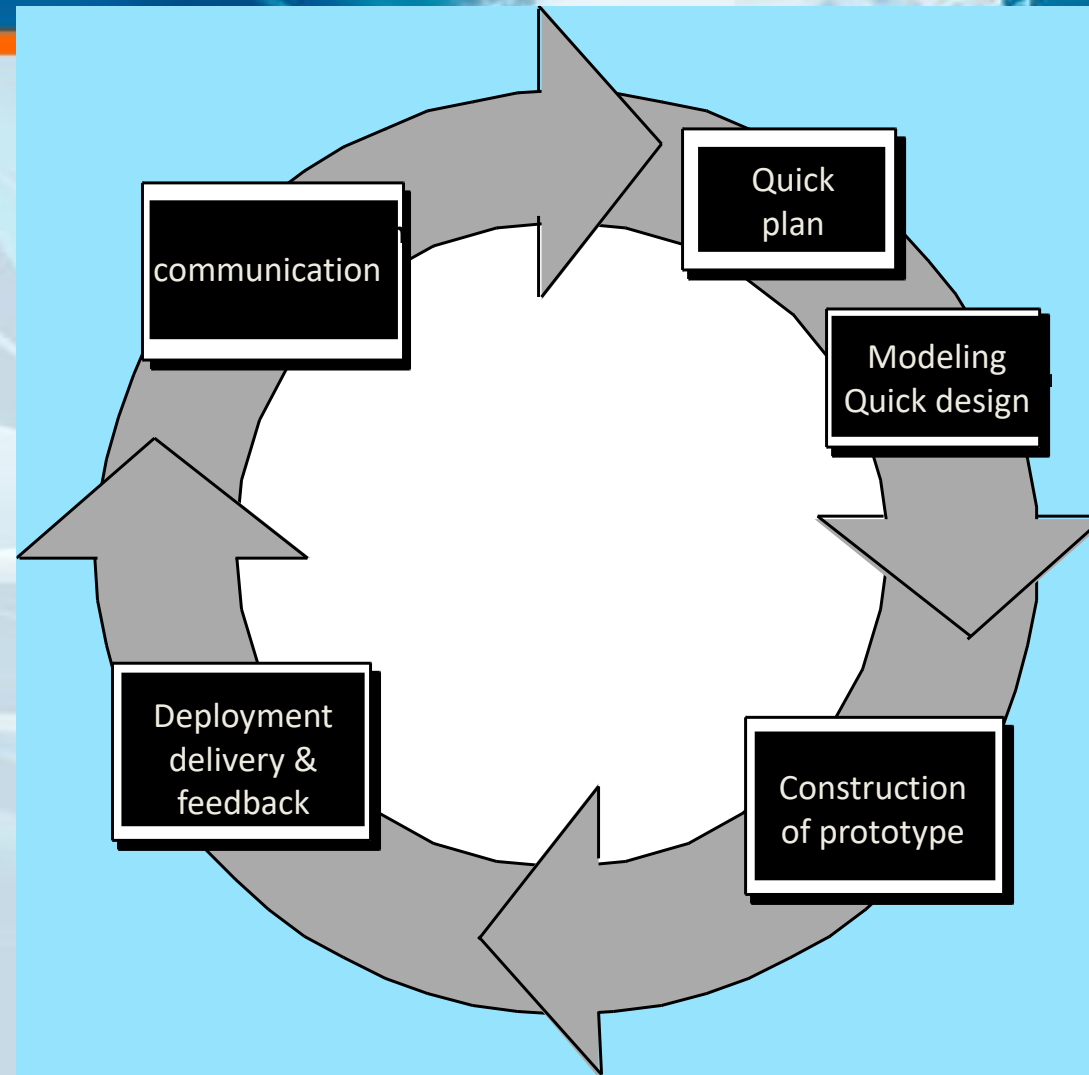 communication
Quick
plan
Modeling
Quick design
Construction
of prototype
Deployment
delivery &
feedback